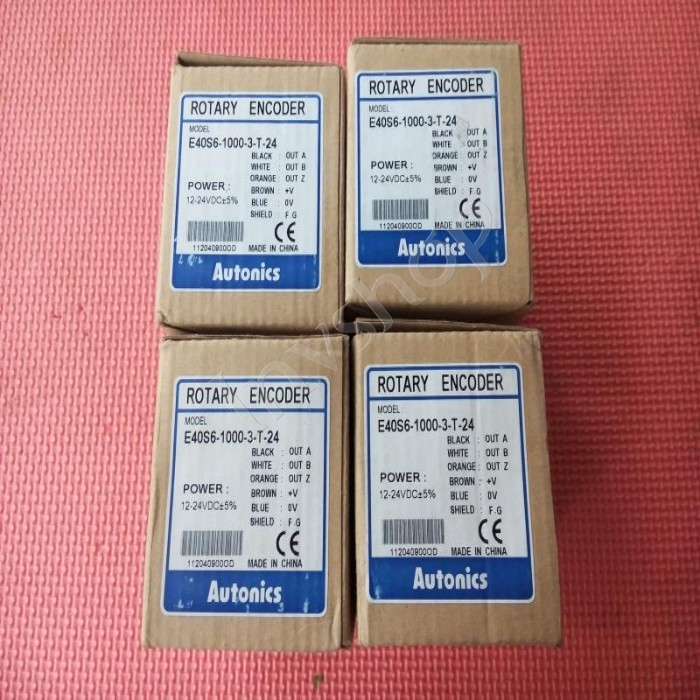 ROTARY ENCODER
MODEL
E40S6-1000-3-T-24
BLACK : OUT A
WHITE : OUT B
ORANGE : OUT Z
POWER :
BROWN : +V
12-24VDC±5%
BLUE : 0V
SHIELD : F.G
CE
112040900OD
MADE IN CHINA
Autonics
ROTARY ENCODER
MODEL
E40S6-1000-3-T-24
BLACK : OUT A
WHITE : OUT B
ORANGE : OUT Z
POWER :
BROWN : +V
12-24VDC±5%
BLUE : 0V
SHIELD : F.G
CE
112040900OD
MADE IN CHINA
Autonics
ROTARY ENCODER
MODEL
E40S6-1000-3-T-24
BLACK : OUT A
WHITE : OUT B
ORANGE : OUT Z
POWER :
BROWN : +V
12-24VDC±5%
BLUE : 0V
SHIELD : F.G
CE
112040900OD
MADE IN CHINA
Autonics
ROTARY ENCODER
MODEL
E40S6-1000-3-T-24
BLACK : OUT A
WHITE : OUT B
ORANGE : OUT Z
POWER :
BROWN : +V
12-24VDC±5%
BLUE : 0V
SHIELD : F.G
CE
112040900OD
MADE IN CHINA
Autonics